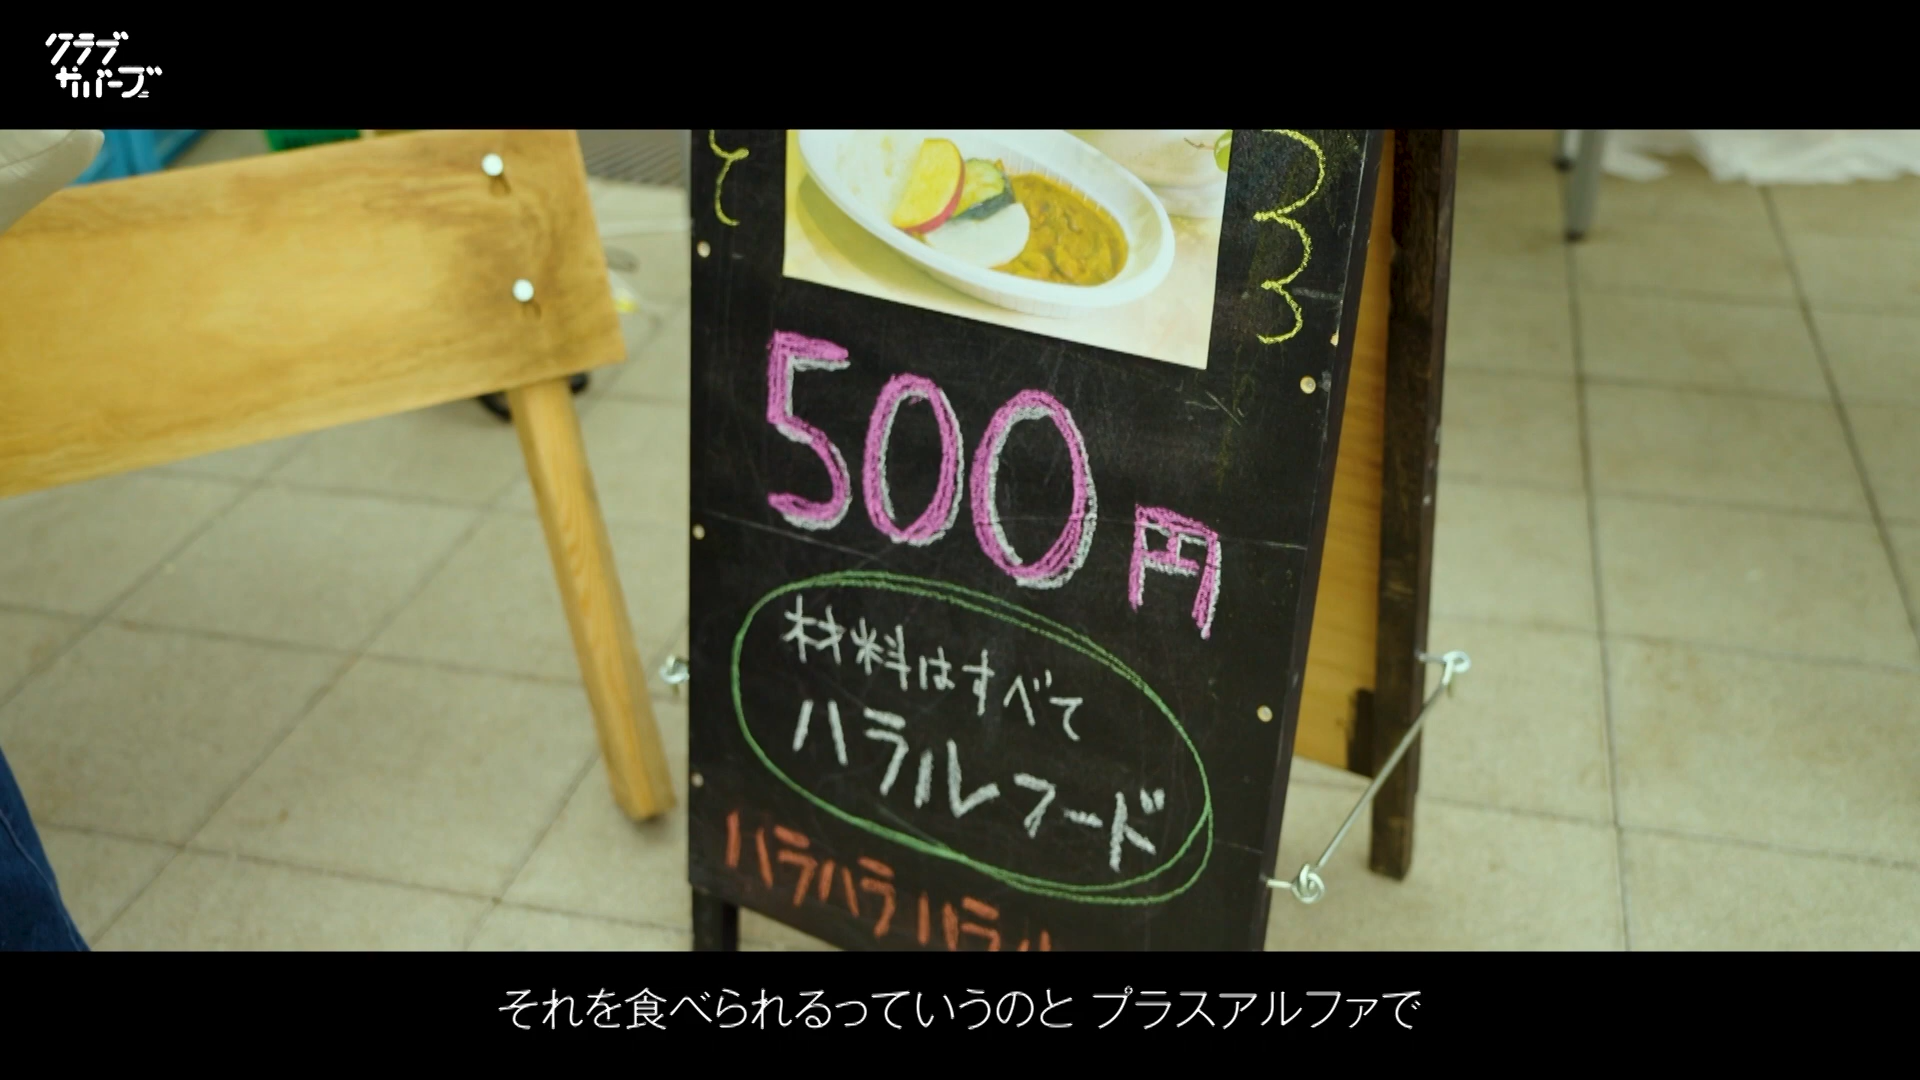 クラブ
サバーブ
500円
材料はすべて
ハラルフード
ハラハラハラル
それを食べられるっていうのと プラスアルファで